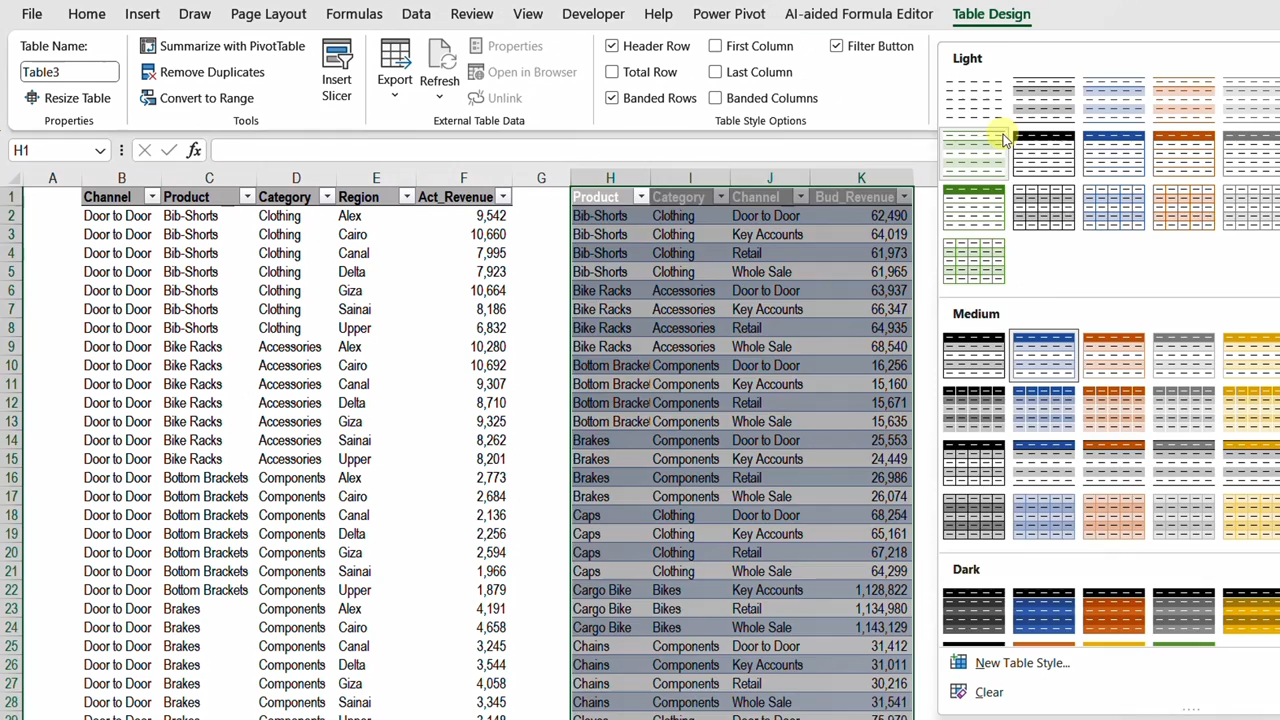 File Home Insert Draw Page Layout Formulas Data Review View Developer Help Power Pivot AI-aided Formula Editor Table Design
Table Name:
Table3
Resize Table
Properties
Summarize with PivotTable
Remove Duplicates
Convert to Range
Insert
Slicer
Tools
Export
Refresh
Properties
Open in Browser
Unlink
External Table Data
Header Row First Column Filter Button
Total Row Last Column
Banded Rows Banded Columns
Table Style Options
Light
Medium
Dark
New Table Style...
Clear
H1 fx
A B C D E F G H I J K
1 Channel Product Category Region Act_Revenue Product Category Channel Bud_Revenue
2 Door to Door Bib-Shorts Clothing Alex 9,542 Bib-Shorts Clothing Door to Door 62,490
3 Door to Door Bib-Shorts Clothing Cairo 10,660 Bib-Shorts Clothing Key Accounts 64,019
4 Door to Door Bib-Shorts Clothing Canal 7,995 Bib-Shorts Clothing Retail 61,973
5 Door to Door Bib-Shorts Clothing Delta 7,923 Bib-Shorts Clothing Whole Sale 61,965
6 Door to Door Bib-Shorts Clothing Giza 10,664 Bike Racks Accessories Door to Door 63,937
7 Door to Door Bib-Shorts Clothing Sainai 8,186 Bike Racks Accessories Key Accounts 66,347
8 Door to Door Bib-Shorts Clothing Upper 6,832 Bike Racks Accessories Retail 64,935
9 Door to Door Bike Racks Accessories Alex 10,280 Bike Racks Accessories Whole Sale 68,540
10 Door to Door Bike Racks Accessories Cairo 10,692 Bottom Bracke Components Door to Door 16,256
11 Door to Door Bike Racks Accessories Canal 9,507 Bottom Bracke Components Key Accounts 15,160
12 Door to Door Bike Racks Accessories Delta 8,710 Bottom Bracke Components Retail 15,671
13 Door to Door Bike Racks Accessories Giza 9,325 Bottom Bracke Components Whole Sale 15,635
14 Door to Door Bike Racks Accessories Sainai 8,262 Brakes Components Door to Door 25,553
15 Door to Door Bike Racks Accessories Upper 8,201 Brakes Components Key Accounts 24,449
16 Door to Door Bottom Brackets Components Alex 2,773 Brakes Components Retail 26,986
17 Door to Door Bottom Brackets Components Cairo 2,684 Brakes Components Whole Sale 26,074
18 Door to Door Bottom Brackets Components Canal 2,136 Caps Clothing Door to Door 68,254
19 Door to Door Bottom Brackets Components Delta 2,256 Caps Clothing Key Accounts 65,161
20 Door to Door Bottom Brackets Components Giza 2,594 Caps Clothing Retail 67,218
21 Door to Door Bottom Brackets Components Sainai 1,966 Caps Clothing Whole Sale 64,299
22 Door to Door Bottom Brackets Components Upper 1,879 Cargo Bike Bikes Key Accounts 1,128,822
23 Door to Door Brakes Components Alex 4,191 Cargo Bike Bikes Retail 1,134,980
24 Door to Door Brakes Components Cairo 4,658 Cargo Bike Bikes Whole Sale 1,143,129
25 Door to Door Brakes Components Canal 3,245 Chains Components Door to Door 31,412
26 Door to Door Brakes Components Delta 3,544 Chains Components Key Accounts 31,011
27 Door to Door Brakes Components Giza 4,058 Chains Components Retail 30,216
28 Door to Door Brakes Components Sainai 3,345 Chains Components Whole Sale 31,541